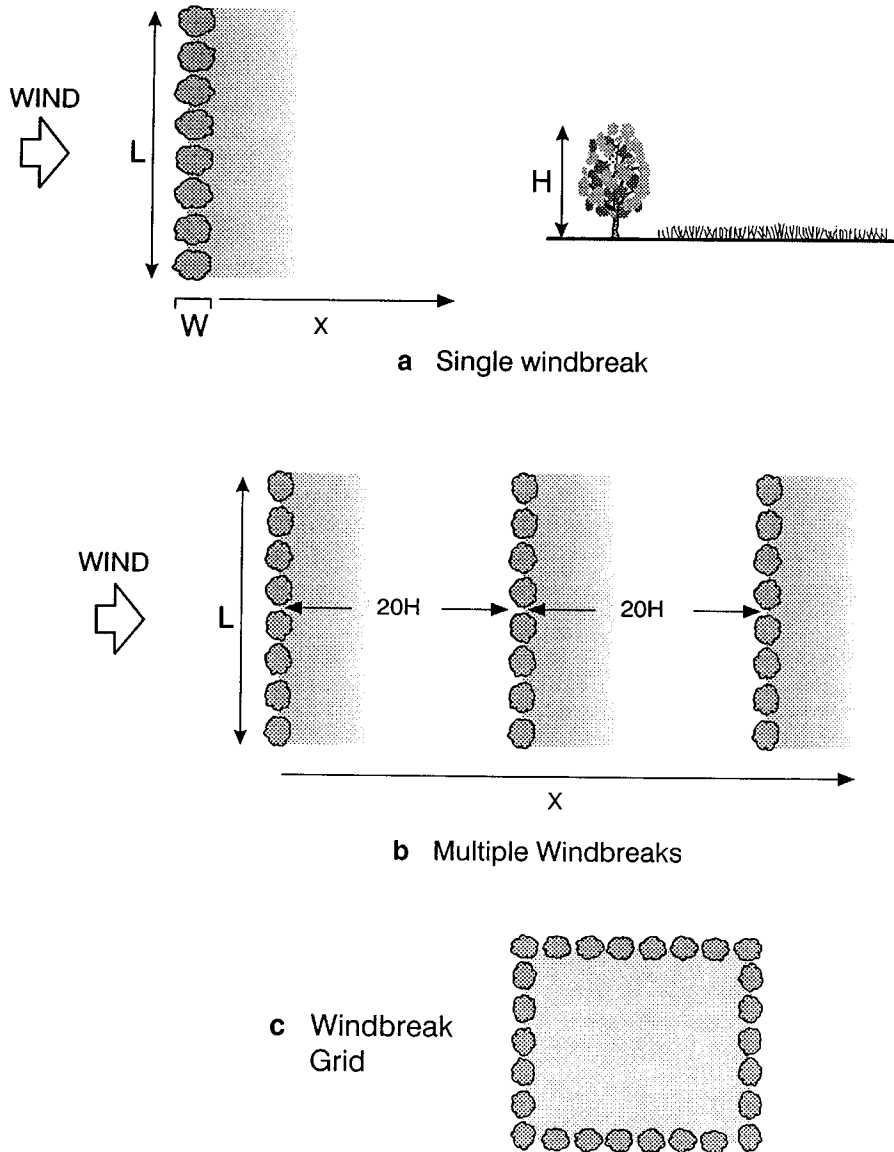 WIND
L
H
W
X
a Single windbreak
WIND
L
20H
20H
X
b Multiple Windbreaks
c Windbreak
Grid